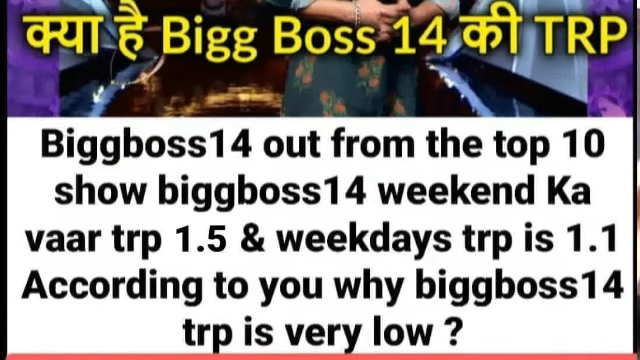 क्या है Bigg Boss 14 की TRP
Biggboss14 out from the top 10
show biggboss14 weekend Ka
vaar trp 1.5 & weekdays trp is 1.1
According to you why biggboss14
trp is very low ?